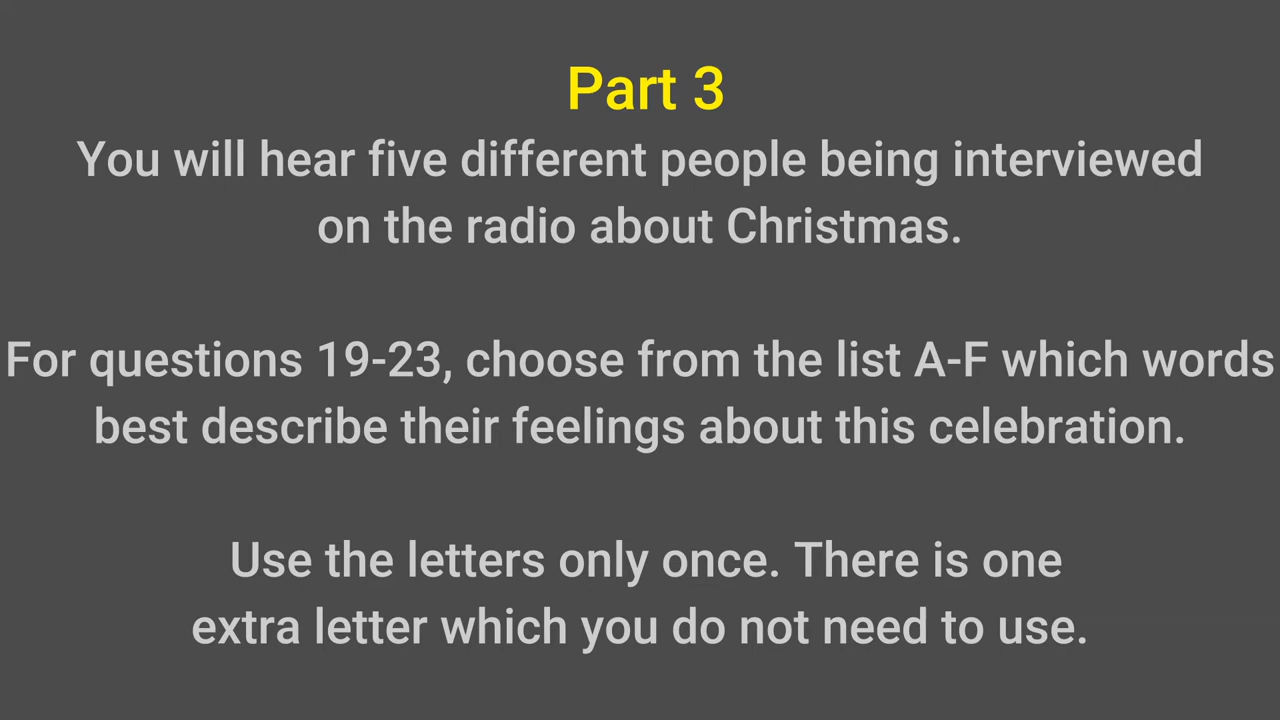 Part 3
You will hear five different people being interviewed
on the radio about Christmas.
For questions 19-23, choose from the list A-F which words
best describe their feelings about this celebration.
Use the letters only once. There is one
extra letter which you do not need to use.